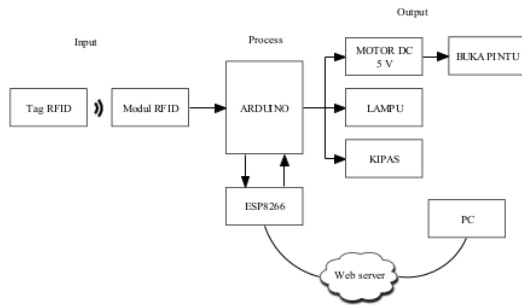 Input
Process
Output
Tag RFID
Modul RFID
ARDUINO
MOTOR DC
5 V
BUKA PINTU
LAMPU
KIPAS
ESP8266
PC
Web server